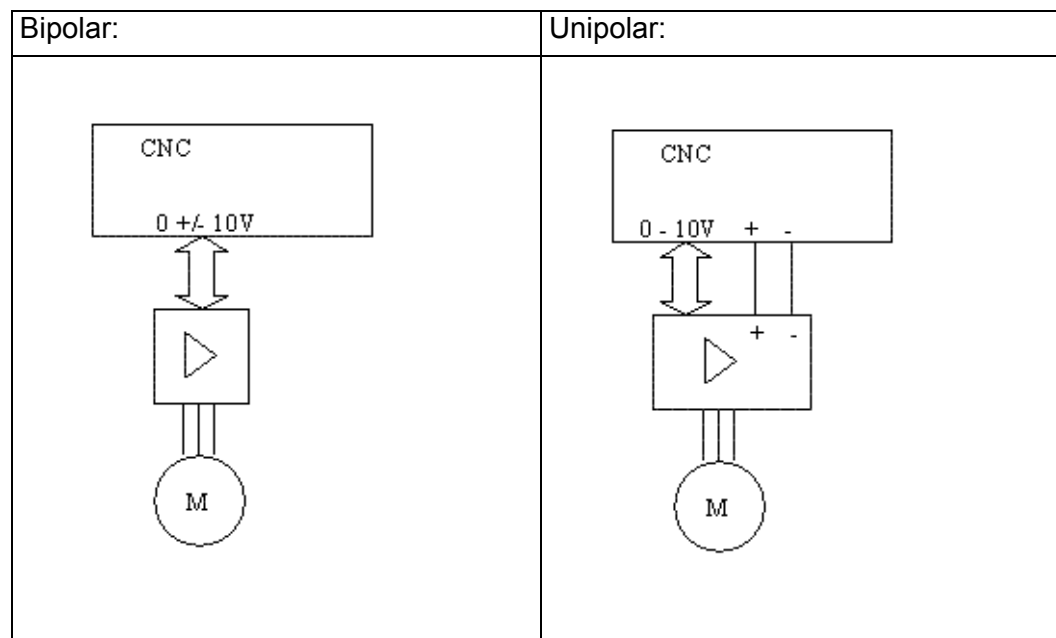 Bipolar:
CNC
0 +/- 10V
M
Unipolar:
CNC
0 - 10V + -
+ -
M